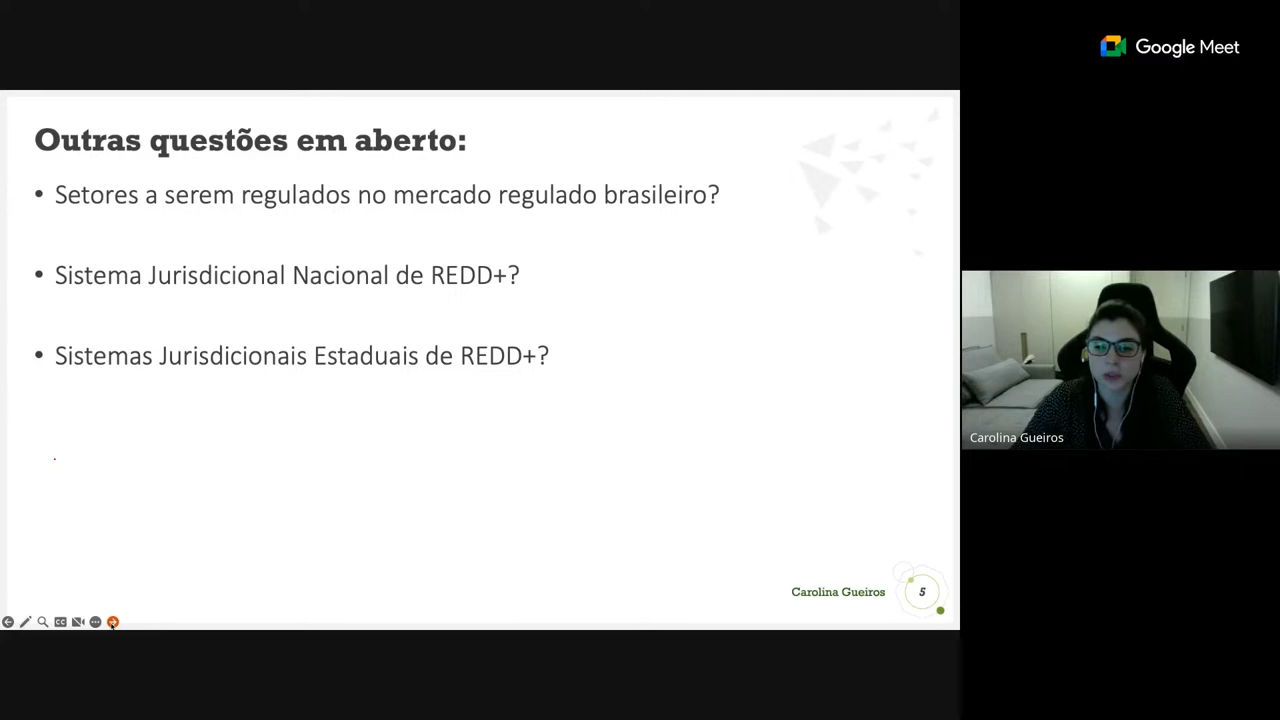 Google Meet
Outras questões em aberto:
• Setores a serem regulados no mercado regulado brasileiro?
• Sistema Jurisdicional Nacional de REDD+?
• Sistemas Jurisdicionais Estaduais de REDD+?
Carolina Gueiros
Carolina Gueiros
5